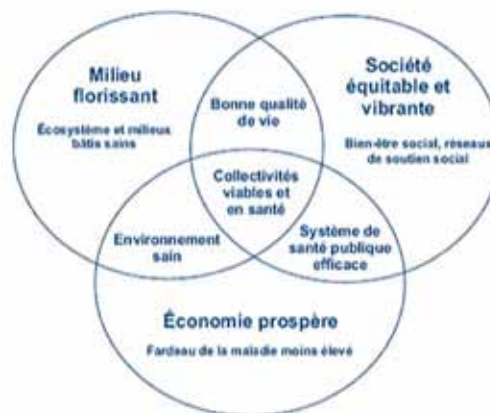 Milieu
florissant
Écosystème et milieux
bâtis sains
Bonne qualité
de vie
Société
équitable et
vibrante
Bien-être social, réseaux
de soutien social
Collectivités
viables et
en santé
Environnement
sain
Système de
santé publique
efficace
Économie prospère
Fardeau de la maladie moins élevé